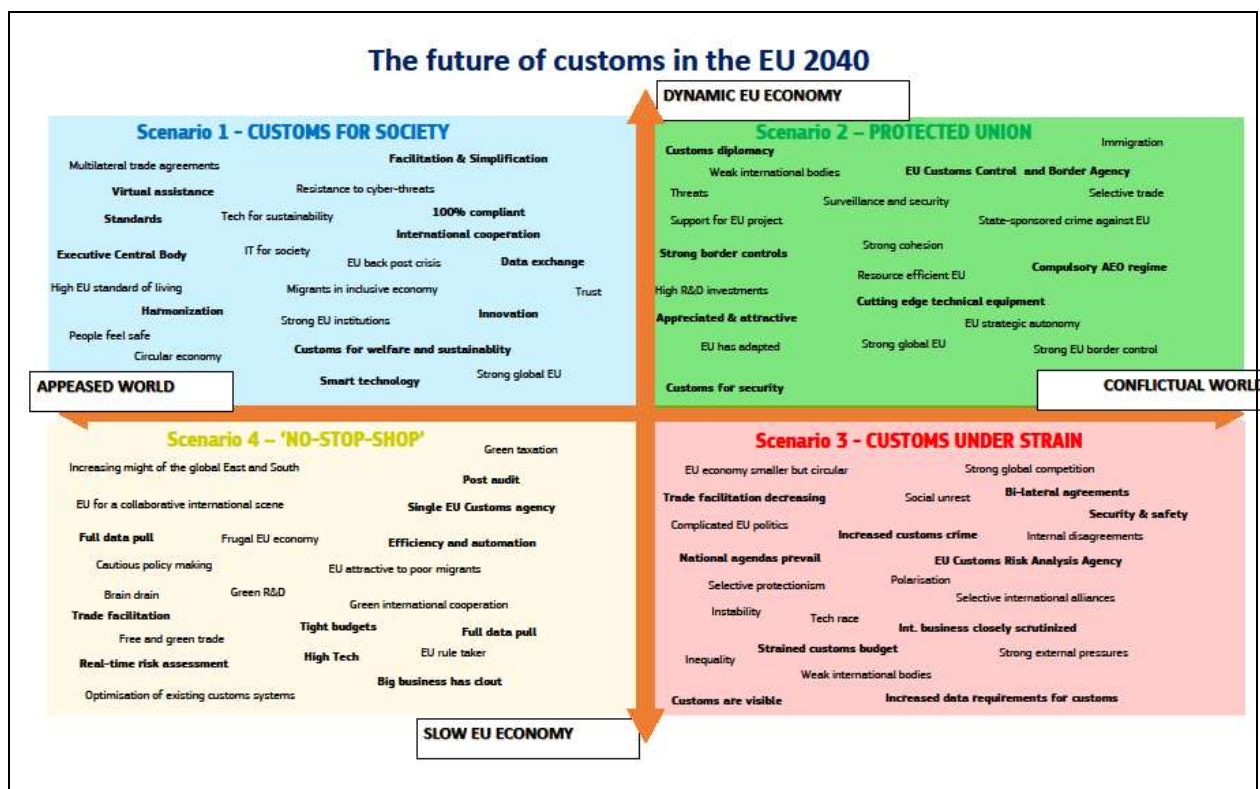 The future of customs in the EU 2040
DYNAMIC EU ECONOMY
Scenario 1 - CUSTOMS FOR SOCIETY
Facilitation & Simplification
Multilateral trade agreements
Virtual assistance
Resistance to cyber-threats
Standards
Tech for sustainability
100% compliant
International cooperation
Executive Central Body
IT for society
EU back post crisis
Data exchange
High EU standard of living
Migrants in inclusive economy
Trust
Harmonization
Strong EU institutions
Innovation
People feel safe
Circular economy
Customs for welfare and sustainablity
Smart technology
Strong global EU
APPEASED WORLD
Scenario 2 – PROTECTED UNION
Immigration
Customs diplomacy
Weak international bodies
EU Customs Control and Border Agency
Threats
Surveillance and security
Selective trade
Support for EU project
State-sponsored crime against EU
Strong border controls
Strong cohesion
Resource efficient EU
Compulsory AEO regime
High R&D investments
Cutting edge technical equipment
Appreciated & attractive
EU strategic autonomy
EU has adapted
Strong global EU
Strong EU border control
Customs for security
CONFLICTUAL WORLD
Scenario 4 – ‘NO-STOP-SHOP’
Green taxation
Increasing might of the global East and South
Post audit
EU for a collaborative international scene
Single EU Customs agency
Full data pull
Frugal EU economy
Efficiency and automation
Cautious policy making
EU attractive to poor migrants
Brain drain
Green R&D
Green international cooperation
Trade facilitation
Tight budgets
Full data pull
Free and green trade
High Tech
EU rule taker
Real-time risk assessment
Big business has clout
Optimisation of existing customs systems
Scenario 3 - CUSTOMS UNDER STRAIN
EU economy smaller but circular
Strong global competition
Trade facilitation decreasing
Social unrest
Bi-lateral agreements
Security & safety
Complicated EU politics
Increased customs crime
Internal disagreements
National agendas prevail
EU Customs Risk Analysis Agency
Selective protectionism
Polarisation
Selective international alliances
Instability
Tech race
Int. business closely scrutinized
Strained customs budget
Strong external pressures
Inequality
Weak international bodies
Customs are visible
Increased data requirements for customs
SLOW EU ECONOMY